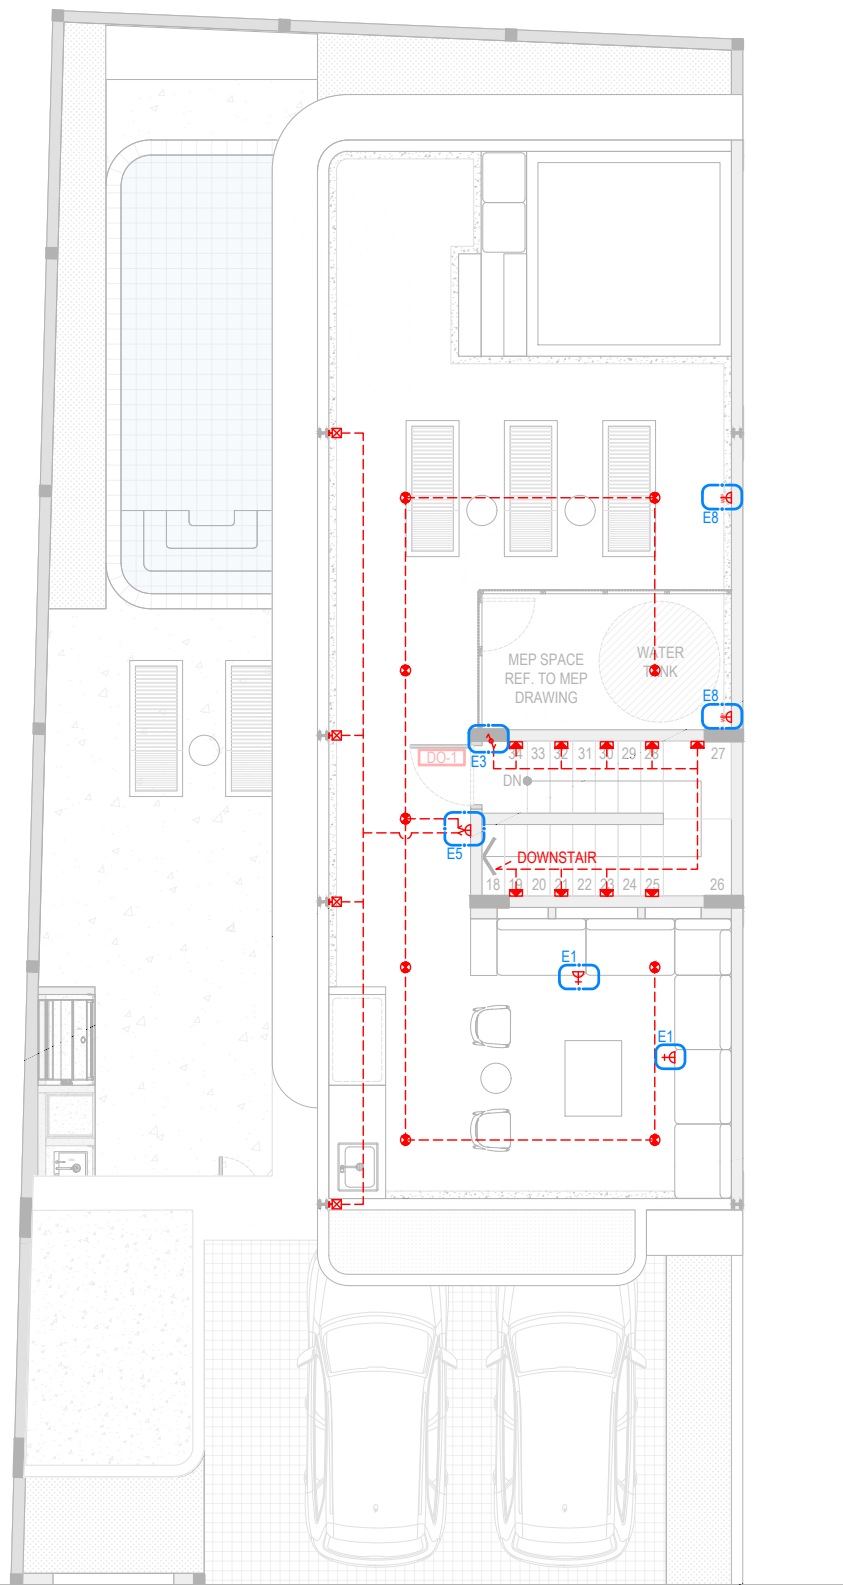 E8
MEP SPACE
REF. TO MEP
DRAWING
WATER
TANK
E8
DO-1
E3
34 33 32 31 30 29 28 27
DN
E5
DOWNSTAIR
18 19 20 21 22 23 24 25 26
E1
E1